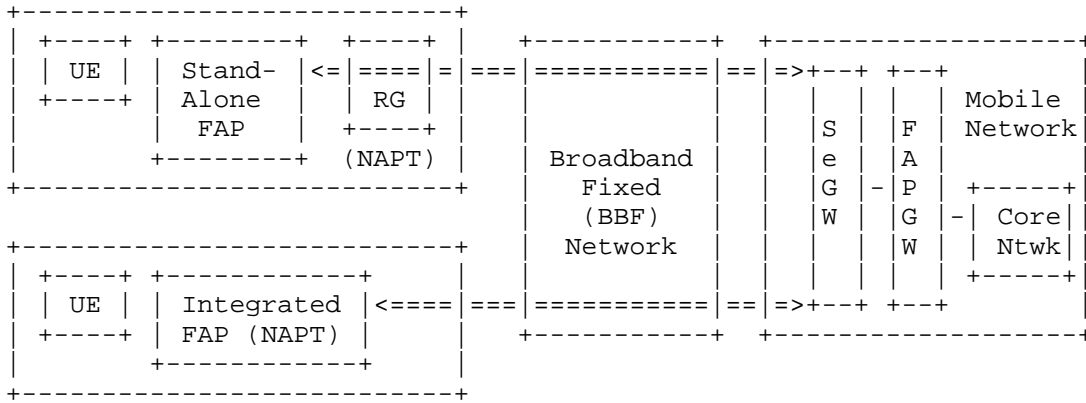 +---------------------------+
| +----+ +--------+ +----+ | +-----------+ +-------------------+
| | UE | | Stand- |<=|====|=|===|===========|==|=>+--+ +--+ |
| +----+ | Alone | | RG | | | | | | | | | Mobile |
| | FAP | +----+ | | | | |S | |F | Network|
| +--------+ (NAPT) | | Broadband | | |e | |A | |
+---------------------------+ | Fixed | | |G |-|P | +-----+|
| (BBF) | | |W | |G |-| Core||
+---------------------------+ | Network | | | | |W | | Ntwk||
| +----+ +------------+ | | | | | | | | +-----+|
| | UE | | Integrated |<====|===|===========|==|=>+--+ +--+ |
| +----+ | FAP (NAPT) | | +-----------+ +-------------------+
| +------------+ |
+---------------------------+